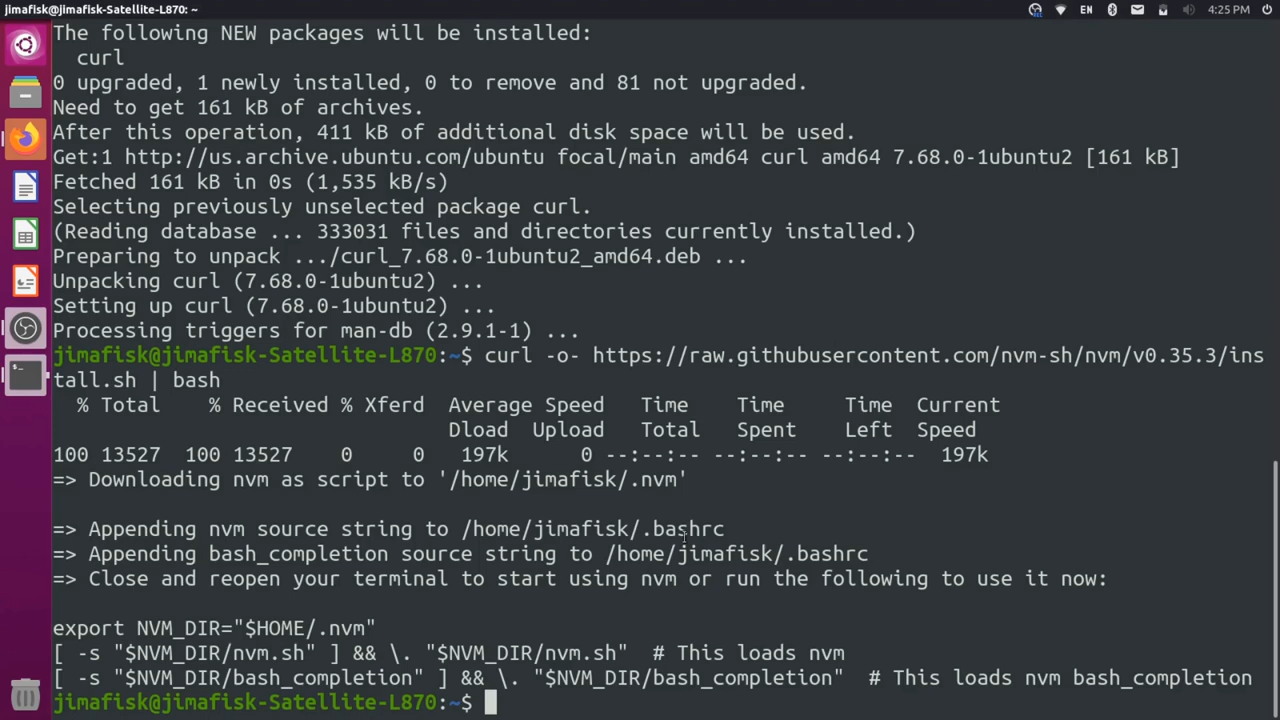 jimafisk@jimafisk-Satellite-L870: ~
EN
4:25 PM
The following NEW packages will be installed:
  curl
0 upgraded, 1 newly installed, 0 to remove and 81 not upgraded.
Need to get 161 kB of archives.
After this operation, 411 kB of additional disk space will be used.
Get:1 http://us.archive.ubuntu.com/ubuntu focal/main amd64 curl amd64 7.68.0-1ubuntu2 [161 kB]
Fetched 161 kB in 0s (1,535 kB/s)
Selecting previously unselected package curl.
(Reading database ... 333031 files and directories currently installed.)
Preparing to unpack .../curl_7.68.0-1ubuntu2_amd64.deb ...
Unpacking curl (7.68.0-1ubuntu2) ...
Setting up curl (7.68.0-1ubuntu2) ...
Processing triggers for man-db (2.9.1-1) ...
jimafisk@jimafisk-Satellite-L870:~$ curl -o- https://raw.githubusercontent.com/nvm-sh/nvm/v0.35.3/ins
tall.sh | bash
  % Total    % Received % Xferd  Average Speed   Time    Time     Time  Current
                                 Dload  Upload   Total   Spent    Left  Speed
100 13527  100 13527    0     0   197k      0 --:--:-- --:--:-- --:--:--  197k
=> Downloading nvm as script to '/home/jimafisk/.nvm'
=> Appending nvm source string to /home/jimafisk/.bashrc
=> Appending bash_completion source string to /home/jimafisk/.bashrc
=> Close and reopen your terminal to start using nvm or run the following to use it now:
export NVM_DIR="$HOME/.nvm"
[ -s "$NVM_DIR/nvm.sh" ] && \. "$NVM_DIR/nvm.sh"  # This loads nvm
[ -s "$NVM_DIR/bash_completion" ] && \. "$NVM_DIR/bash_completion"  # This loads nvm bash_completion
jimafisk@jimafisk-Satellite-L870:~$